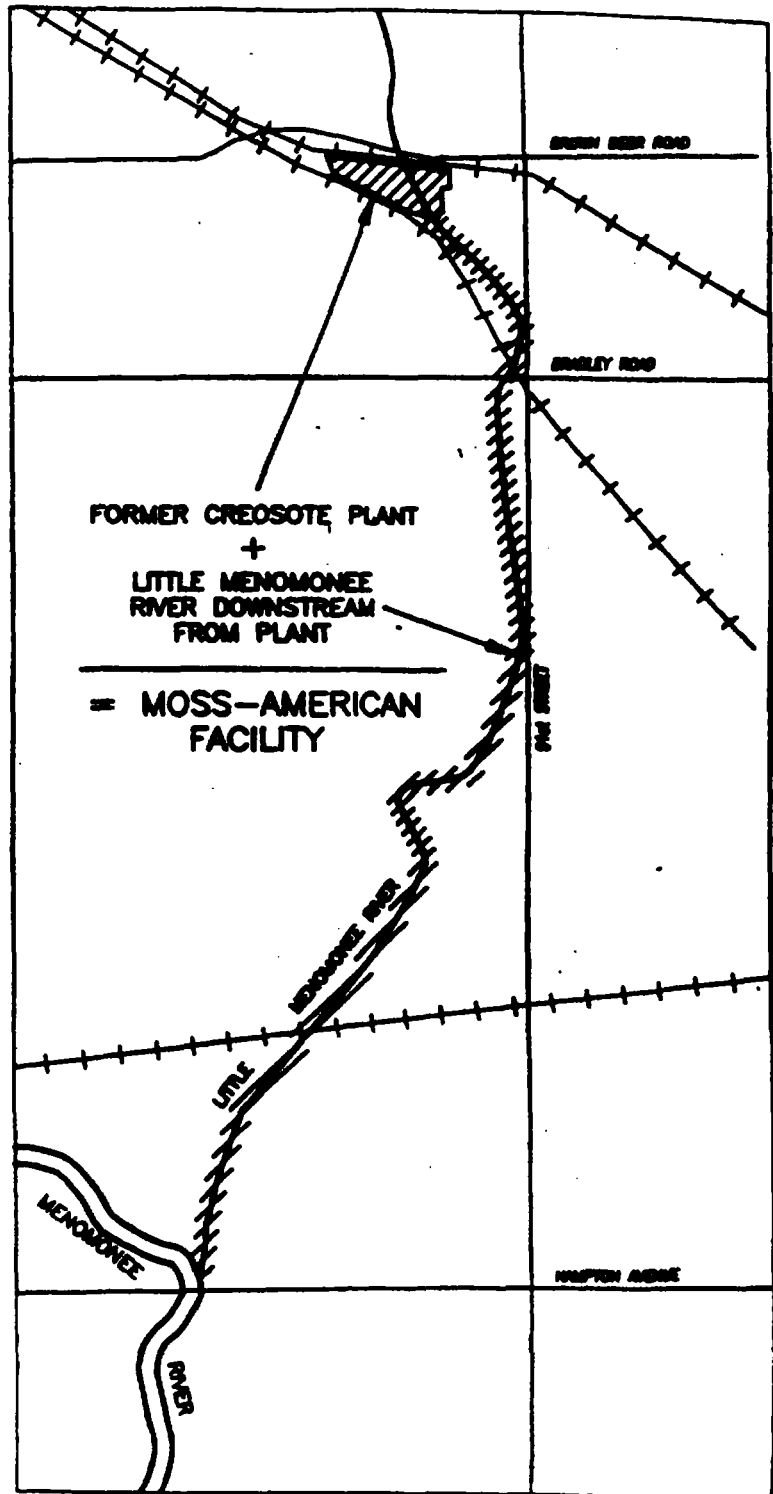 BROWN DEER ROAD
BRADLEY ROAD
FORMER CREOSOTE PLANT
+
LITTLE MENOMONEE
RIVER DOWNSTREAM
FROM PLANT
= MOSS-AMERICAN
FACILITY
STREET
LITTLE MENOMONEE RIVER
MENOMONEE RIVER
HAMPTON AVENUE